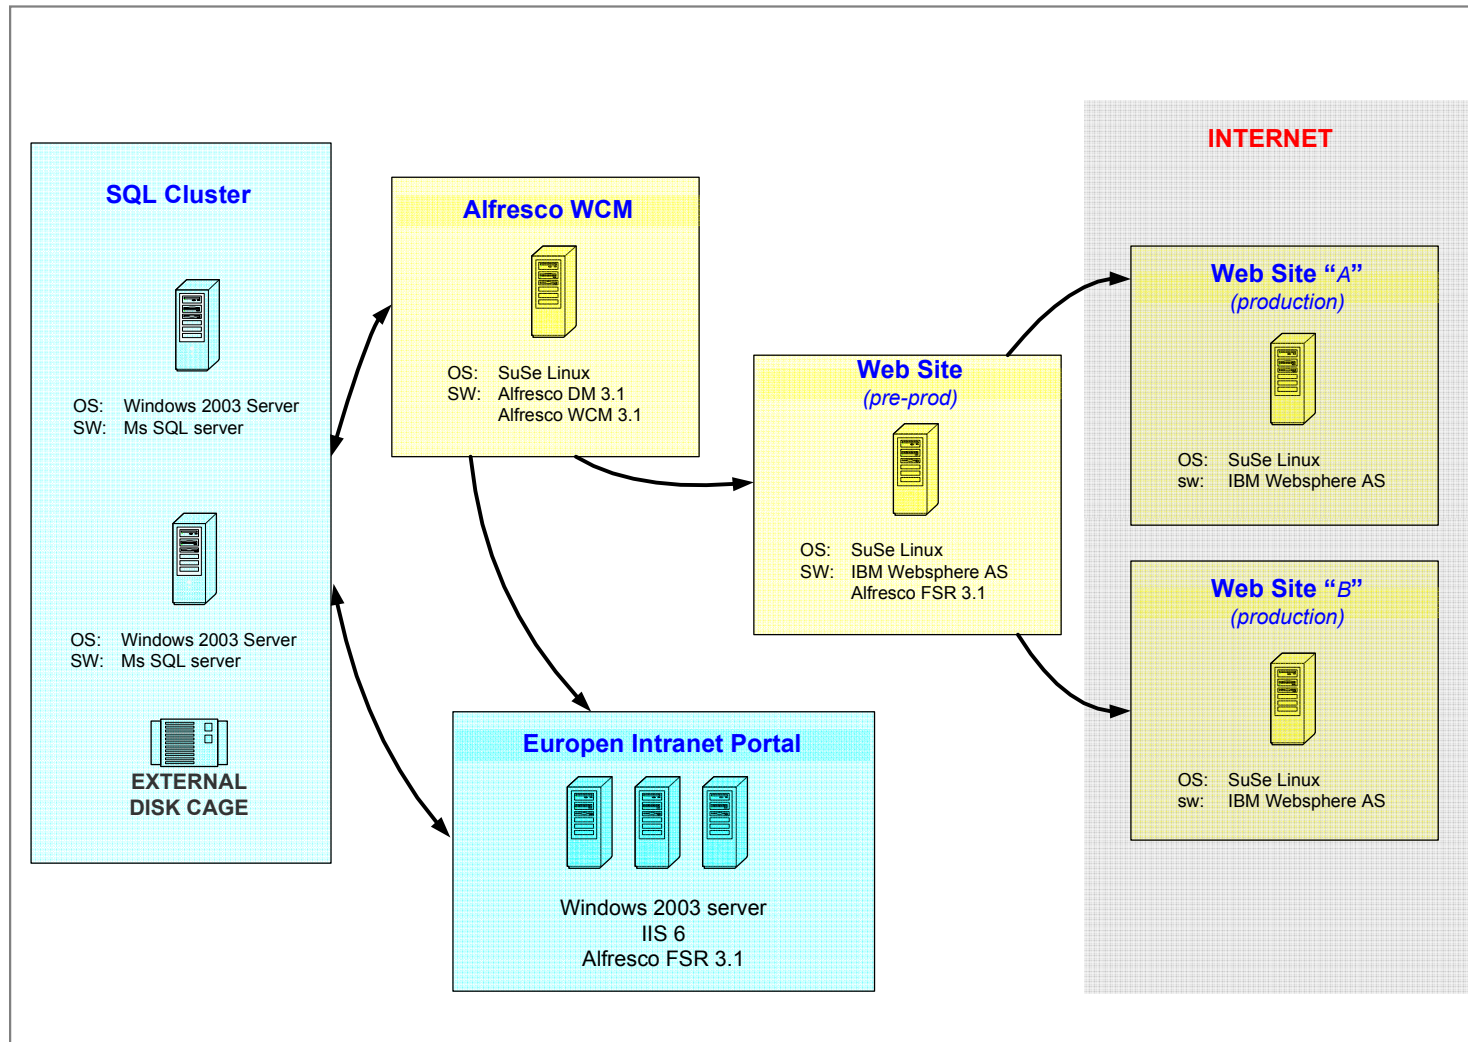 SQL Cluster
OS: Windows 2003 Server
SW: Ms SQL server
OS: Windows 2003 Server
SW: Ms SQL server
EXTERNAL
DISK CAGE
Alfresco WCM
OS: SuSe Linux
SW: Alfresco DM 3.1
Alfresco WCM 3.1
Web Site
(pre-prod)
OS: SuSe Linux
SW: IBM Websphere AS
Alfresco FSR 3.1
Europen Intranet Portal
Windows 2003 server
IIS 6
Alfresco FSR 3.1
INTERNET
Web Site “A”
(production)
OS: SuSe Linux
sw: IBM Websphere AS
Web Site “B”
(production)
OS: SuSe Linux
sw: IBM Websphere AS